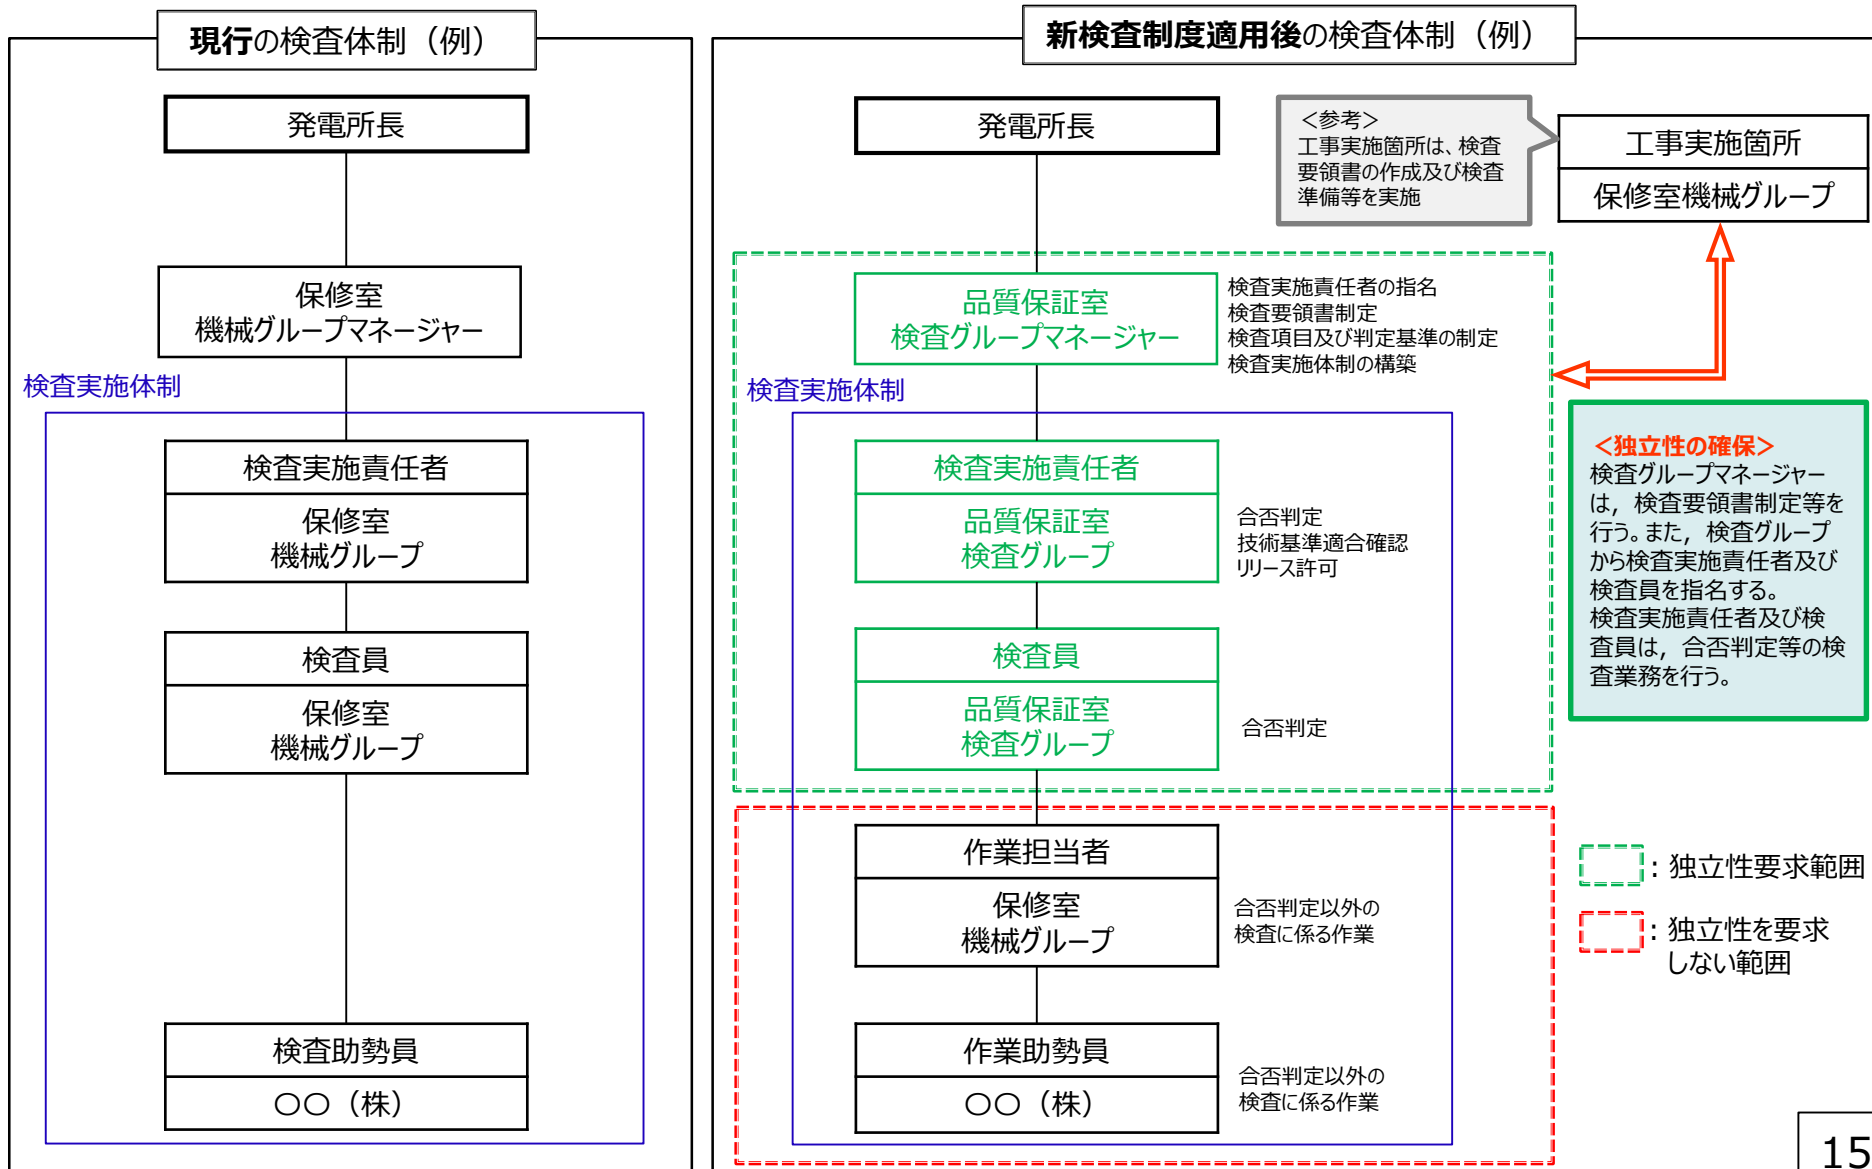 現行の検査体制（例）
発電所長
保修室
機械グループマネージャー
検査実施体制
検査実施責任者
保修室
機械グループ
検査員
保修室
機械グループ
検査助勢員
〇〇（株）
新検査制度適用後の検査体制（例）
発電所長
＜参考＞
工事実施箇所は、検査
要領書の作成及び検査
準備等を実施
工事実施箇所
保修室機械グループ
品質保証室
検査グループマネージャー
検査実施責任者の指名
検査要領書制定
検査項目及び判定基準の制定
検査実施体制の構築
検査実施体制
検査実施責任者
品質保証室
検査グループ
合否判定
技術基準適合確認
リリース許可
検査員
品質保証室
検査グループ
合否判定
＜独立性の確保＞
検査グループマネージャー
は，検査要領書制定等を
行う。また，検査グループ
から検査実施責任者及び
検査員を指名する。
検査実施責任者及び検
査員は，合否判定等の検
査業務を行う。
作業担当者
保修室
機械グループ
合否判定以外の
検査に係る作業
作業助勢員
〇〇（株）
合否判定以外の
検査に係る作業
：独立性要求範囲
：独立性を要求
しない範囲
15